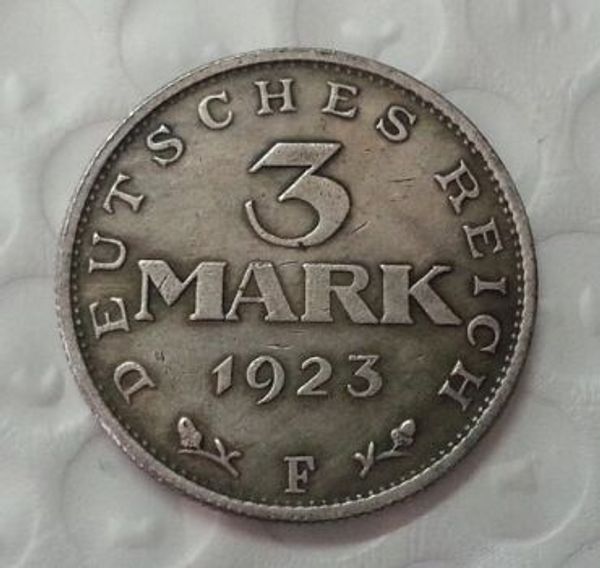 DEUTSCHES REICH
3
MARK
1923
F